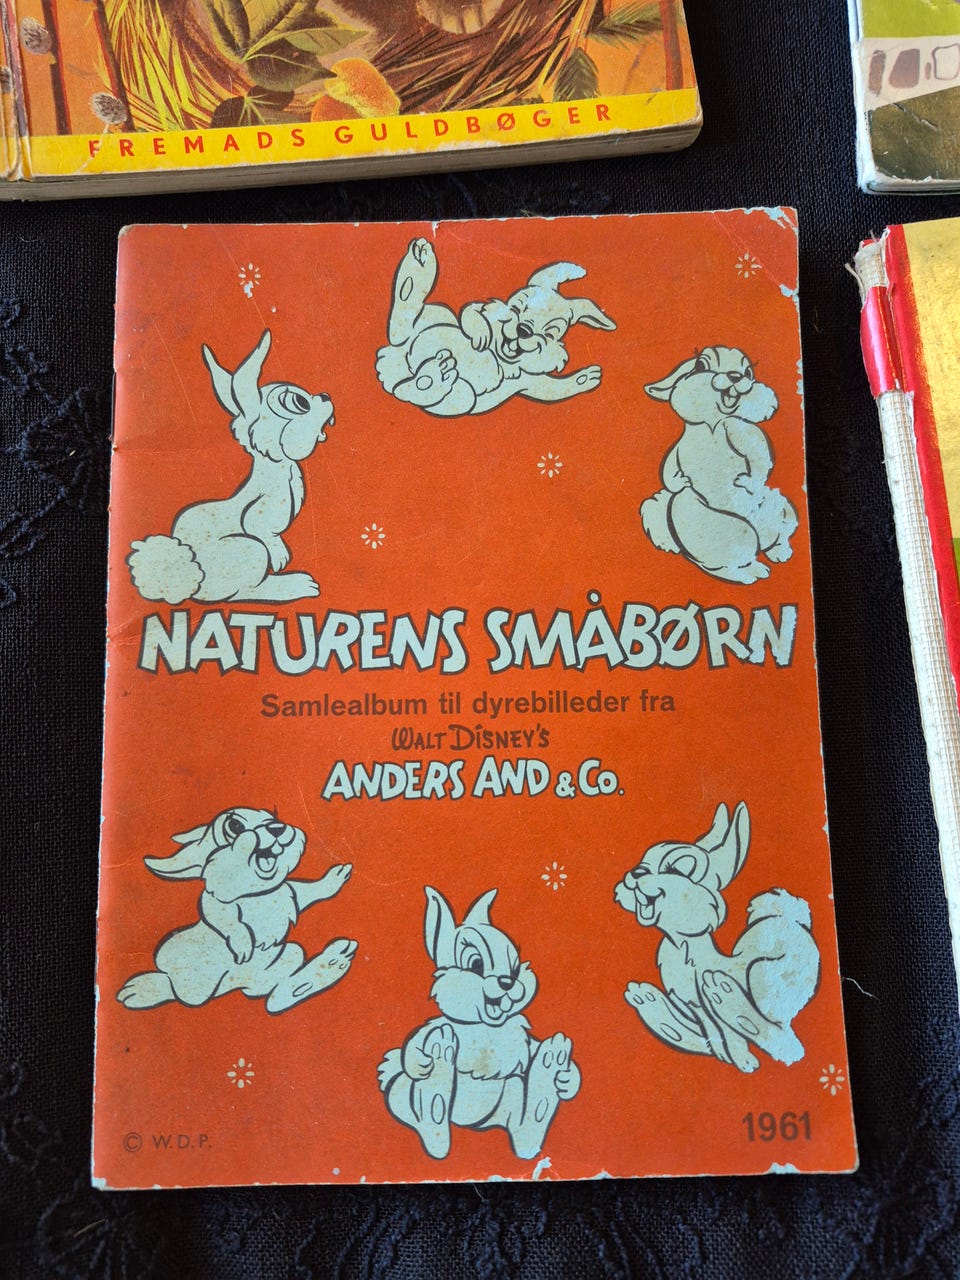 FREMADS GULDBØGER
NATURENS SMÅBØRN
Samlealbum til dyrebilleder fra
WALT DISNEY'S
ANDERS AND & Co.
© W.D.P.
1961